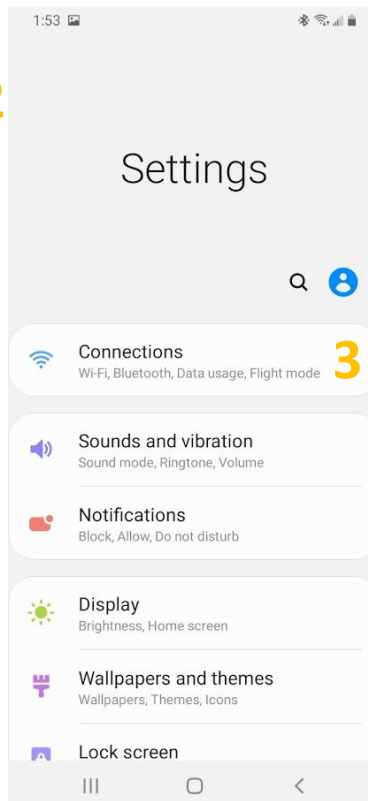 1:53
2
Settings
Connections
Wi-Fi, Bluetooth, Data usage, Flight mode
3
Sounds and vibration
Sound mode, Ringtone, Volume
Notifications
Block, Allow, Do not disturb
Display
Brightness, Home screen
Wallpapers and themes
Wallpapers, Themes, Icons
Lock screen